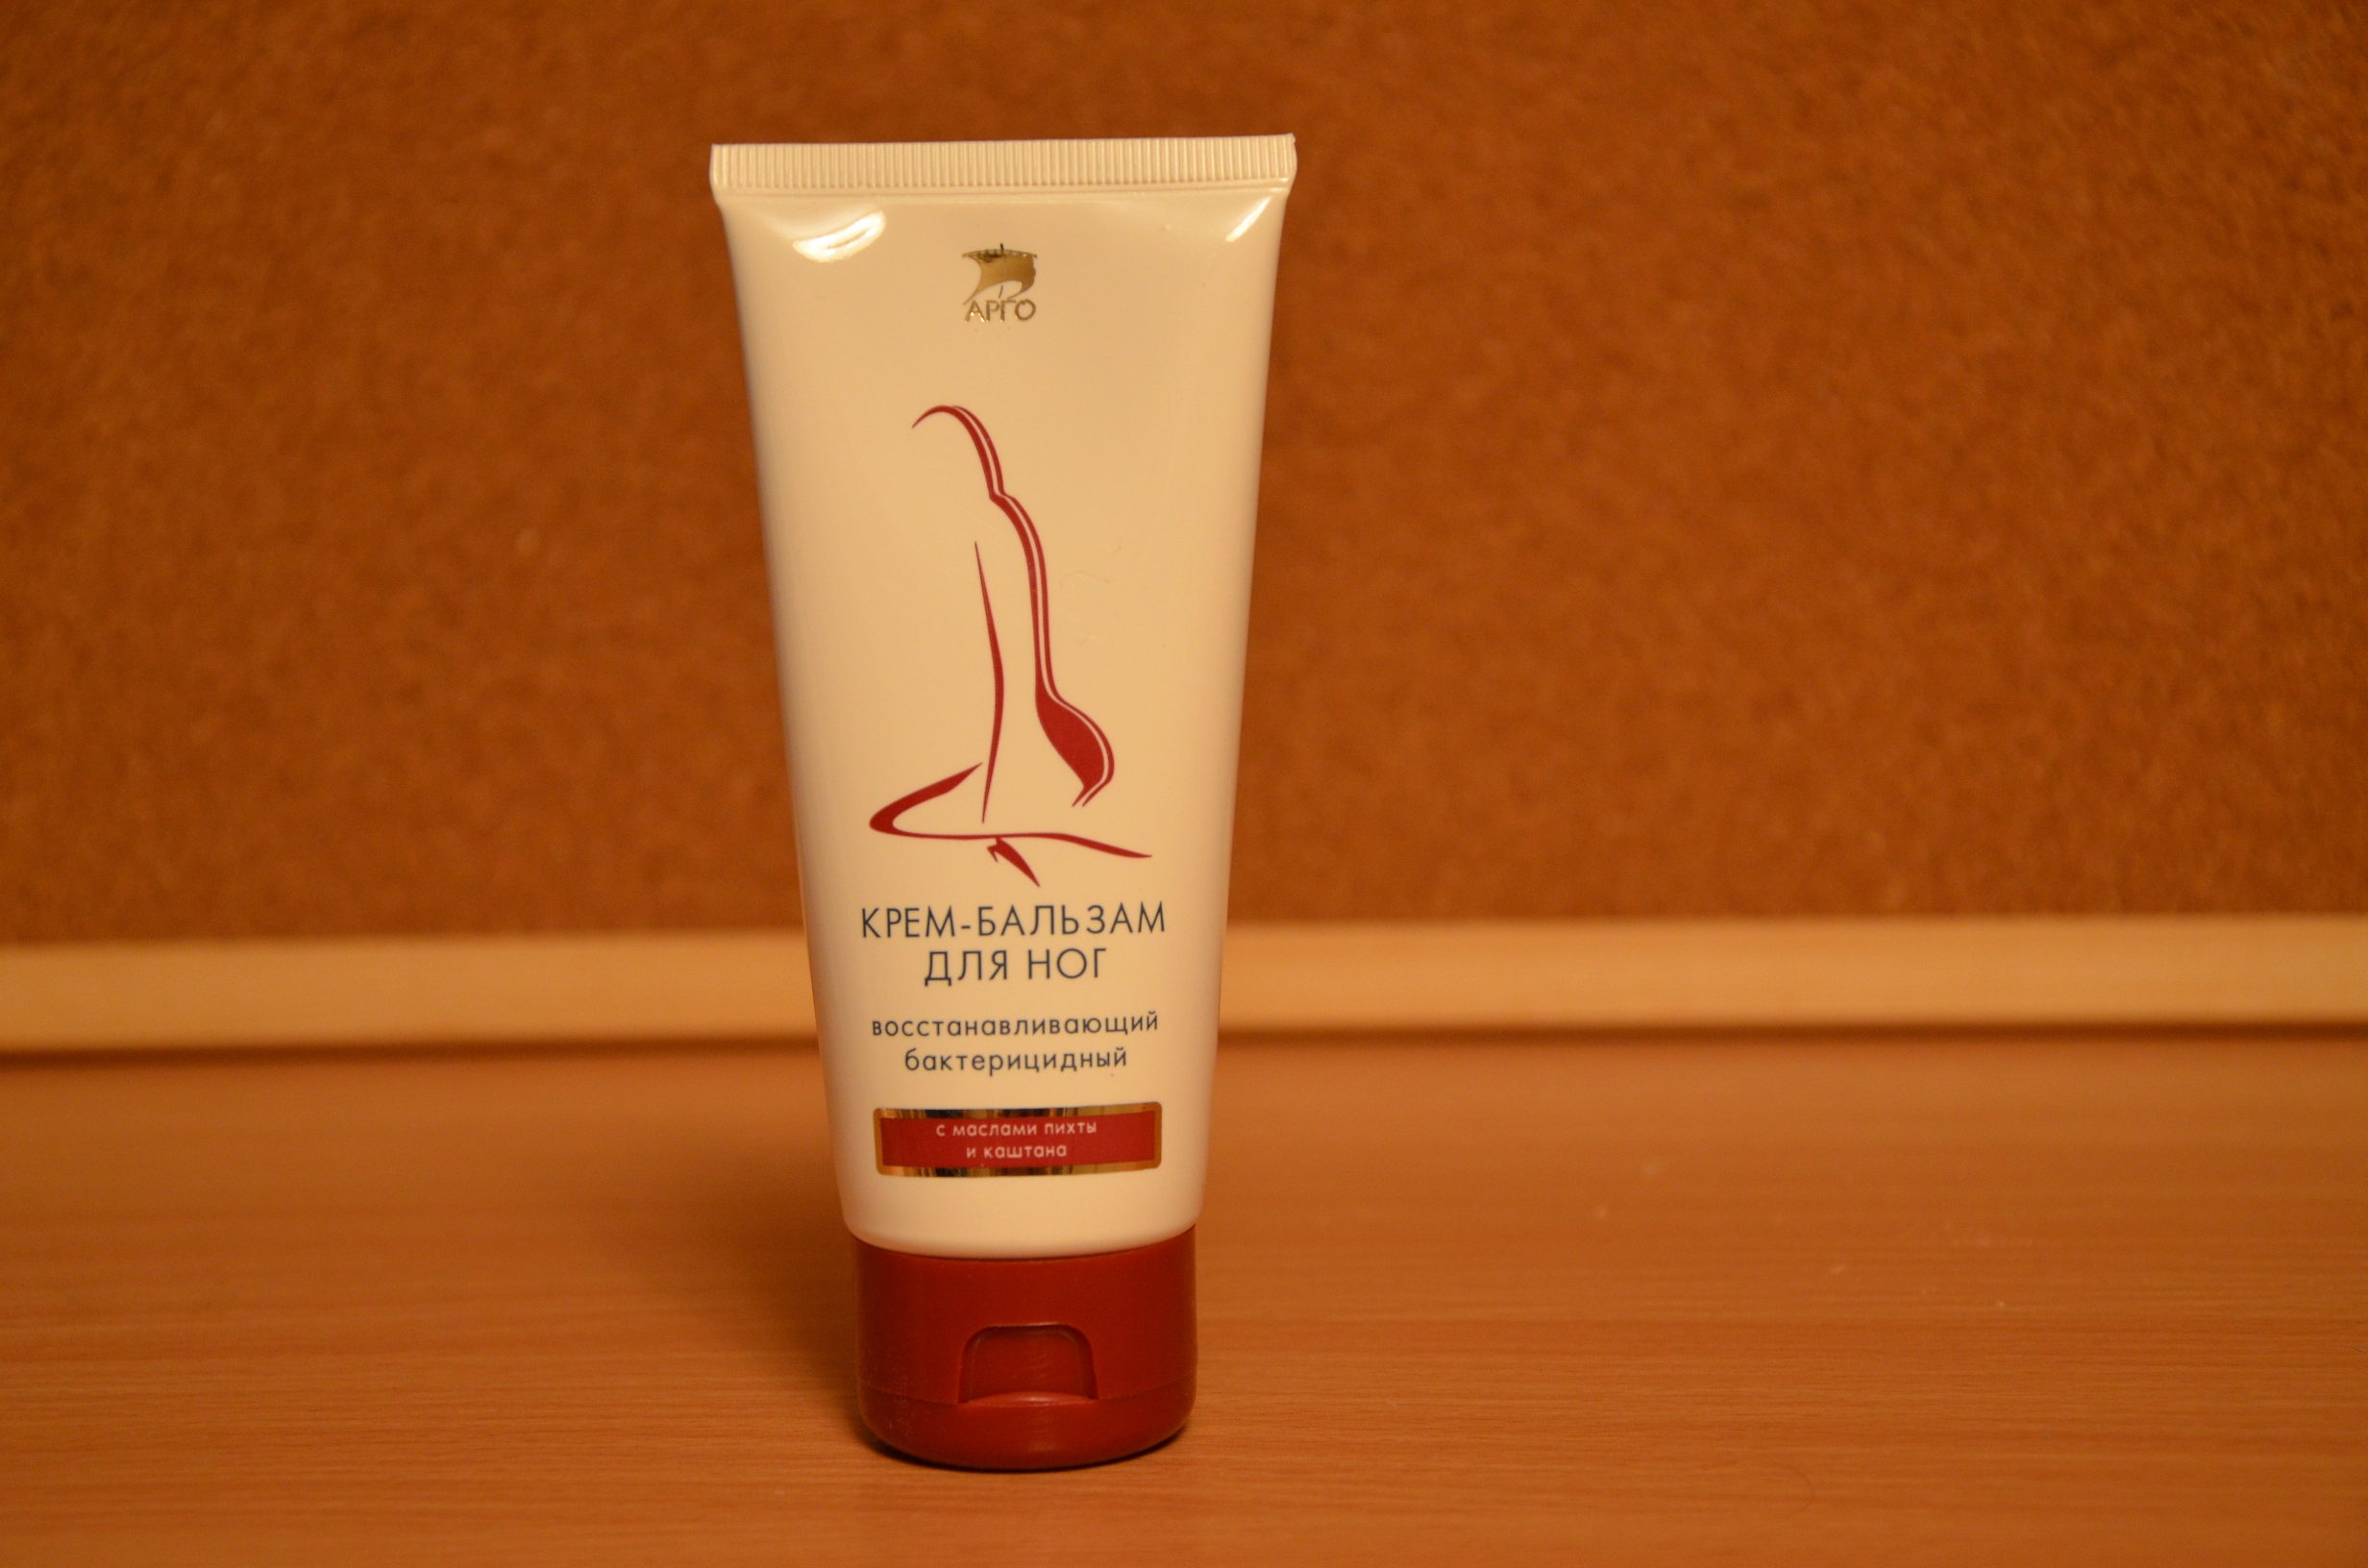 АРГО
КРЕМ-БАЛЬЗАМ
ДЛЯ НОГ
восстанавливающий
бактерицидный
с маслами пихты
и каштана